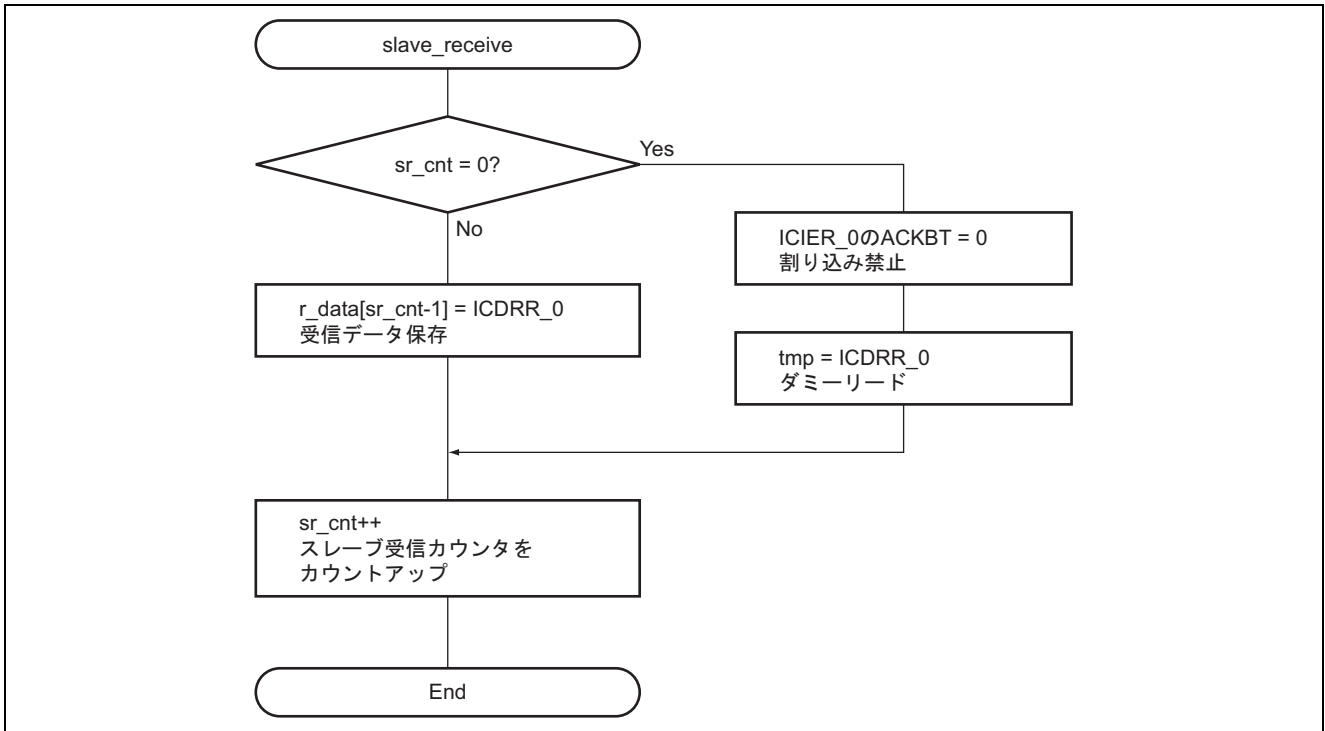 slave_receive
sr_cnt = 0?
Yes
No
ICIER_0のACKBT = 0
割り込み禁止
r_data[sr_cnt-1] = ICDRR_0
受信データ保存
tmp = ICDRR_0
ダミーリード
sr_cnt++
スレーブ受信カウンタを
カウントアップ
End